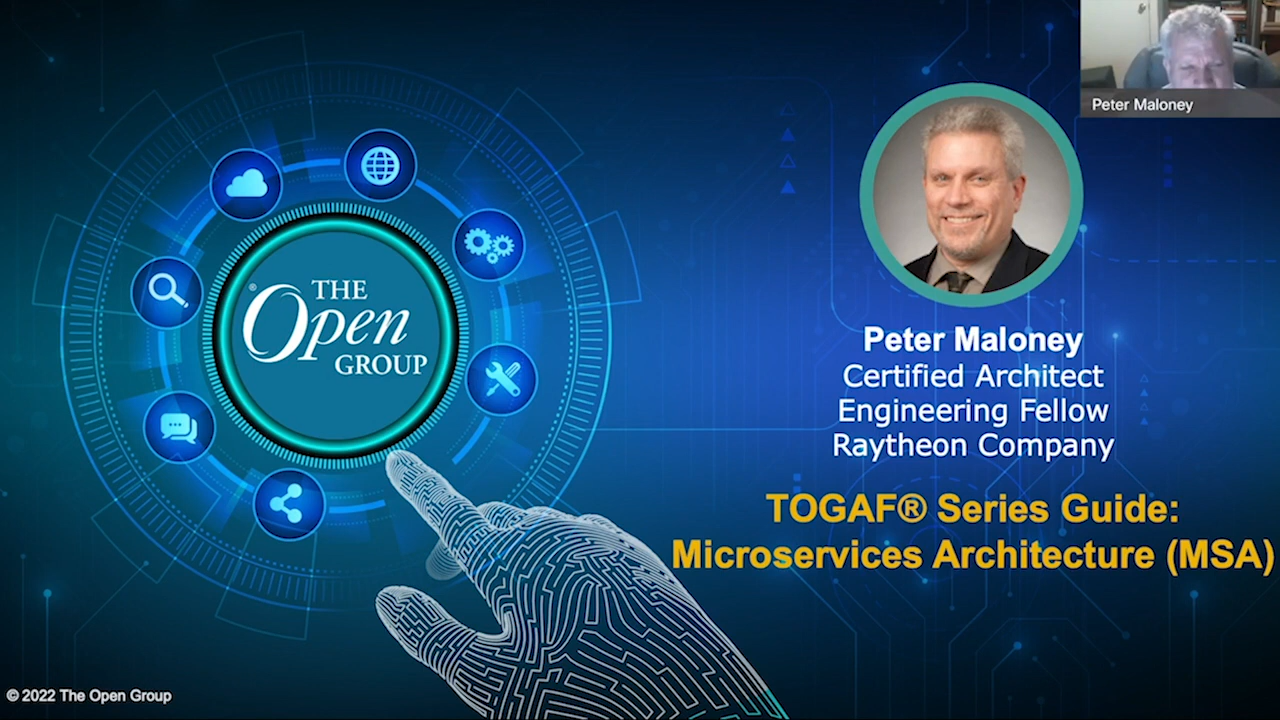 THE
Open
GROUP
®
Peter Maloney
Peter Maloney
Certified Architect
Engineering Fellow
Raytheon Company
TOGAF® Series Guide:
Microservices Architecture (MSA)
© 2022 The Open Group